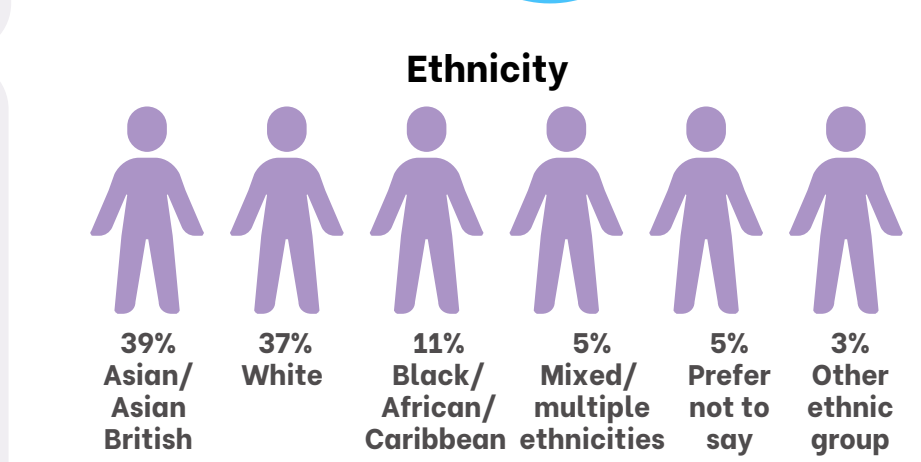 Ethnicity
39%
Asian/
Asian
British
37%
White
11%
Black/
African/
Caribbean
5%
Mixed/
multiple
ethnicities
5%
Prefer
not to
say
3%
Other
ethnic
group